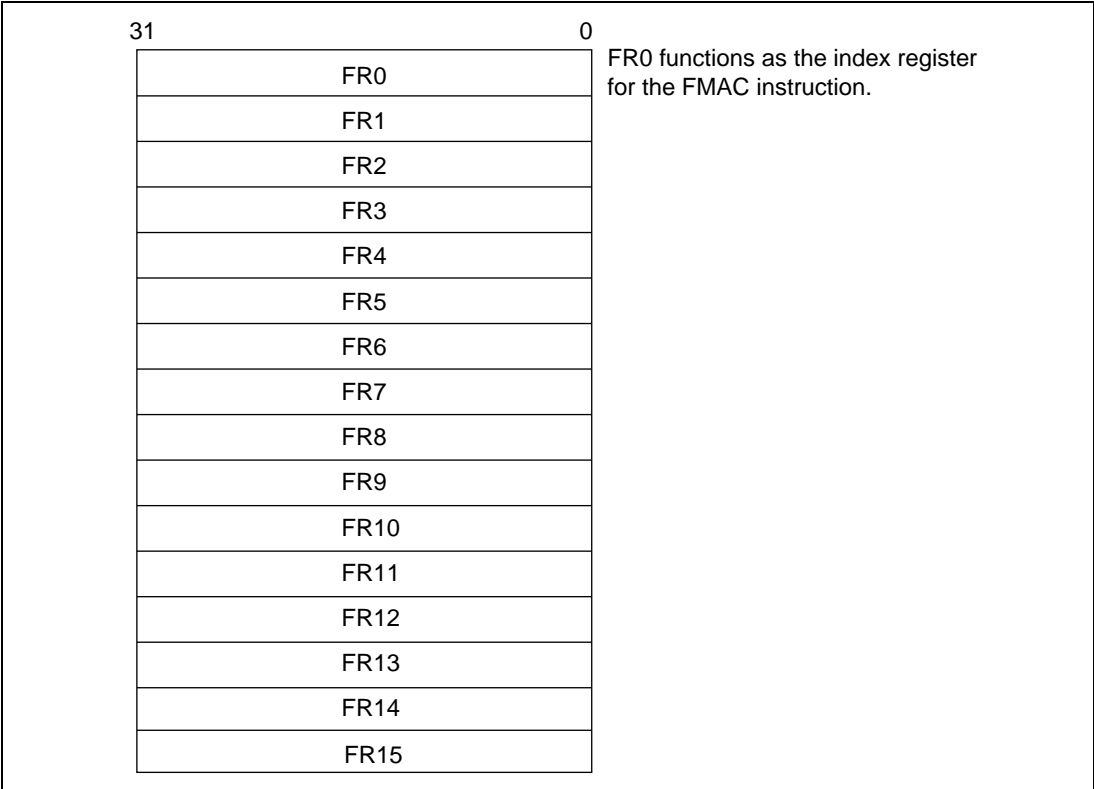 31 0
FR0 functions as the index register
for the FMAC instruction.
FR0
FR1
FR2
FR3
FR4
FR5
FR6
FR7
FR8
FR9
FR10
FR11
FR12
FR13
FR14
FR15